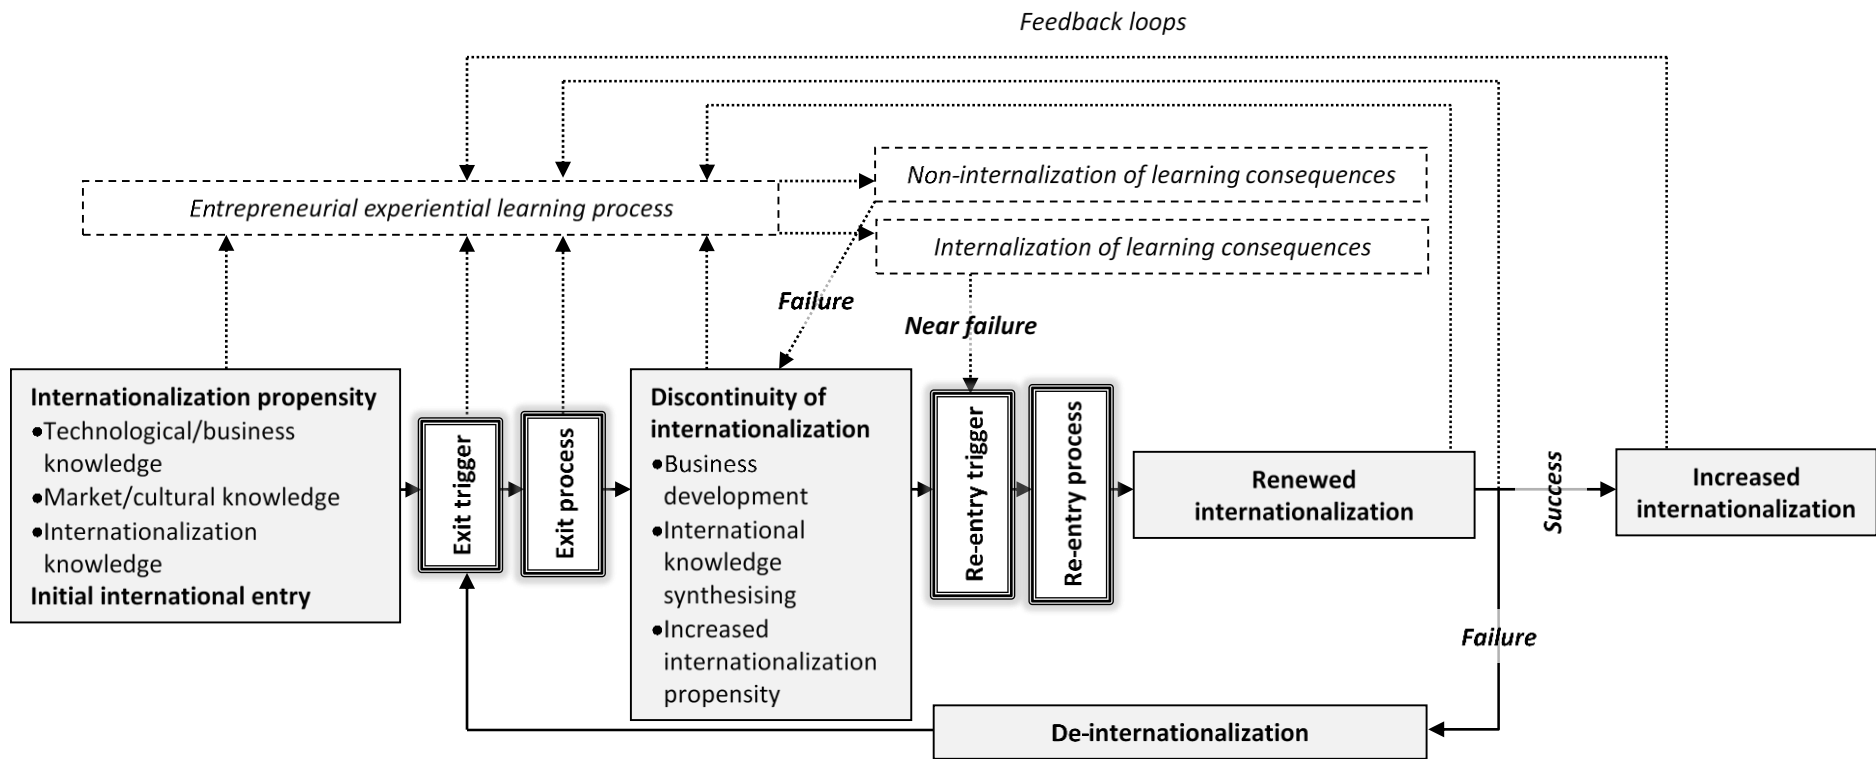 Feedback loops
Non-internalization of learning consequences
Entrepreneurial experiential learning process
Internalization of learning consequences
Failure
Near failure
Internationalization propensity
•Technological/business
knowledge
•Market/cultural knowledge
•Internationalization
knowledge
Initial international entry
Exit trigger
Exit process
Discontinuity of
internationalization
•Business
development
•International
knowledge
synthesising
•Increased
internationalization
propensity
Re-entry trigger
Re-entry process
Renewed
internationalization
Success
Increased
internationalization
Failure
De-internationalization